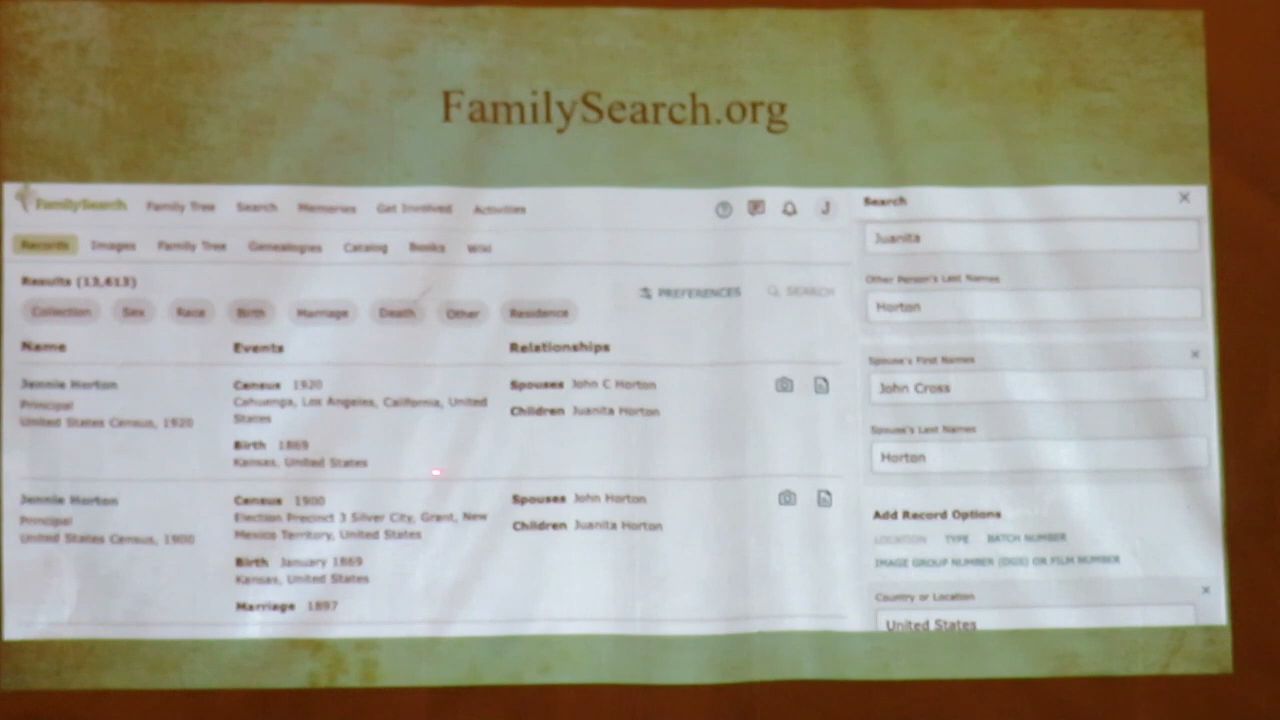 FamilySearch.org
FamilySearch Family Tree Search Memories Get Involved Activities J
Records Images Family Tree Genealogies Catalog Books Wiki
Results (13,613)
PREFERENCES SEARCH
Collection Sex Race Birth Marriage Death Other Residence
Name Events Relationships
Jennie Horton
Principal
United States Census, 1920
Census 1920
Cahuenga, Los Angeles, California, United
States
Birth 1869
Kansas, United States
Spouses John C Horton
Children Juanita Horton
Jennie Horton
Principal
United States Census, 1900
Census 1900
Election Precinct 3 Silver City, Grant, New
Mexico Territory, United States
Birth January 1869
Kansas, United States
Marriage 1897
Spouses John Horton
Children Juanita Horton
Search
Juanita
Other Person's Last Names
Horton
Spouse's First Names
John Cross
Spouse's Last Names
Horton
Add Record Options
LOCATION TYPE BATCH NUMBER
IMAGE GROUP NUMBER (DGS) OR FILM NUMBER
Country or Location
United States